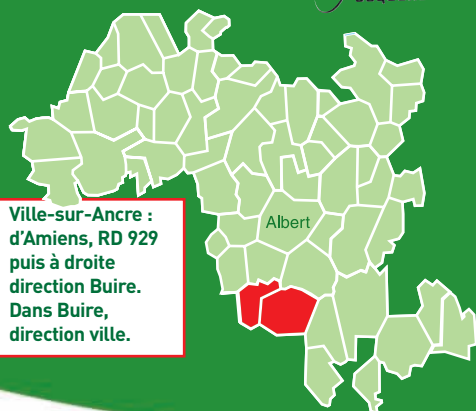 Albert
Ville-sur-Ancre :
d'Amiens, RD 929
puis à droite
direction Buire.
Dans Buire,
direction ville.